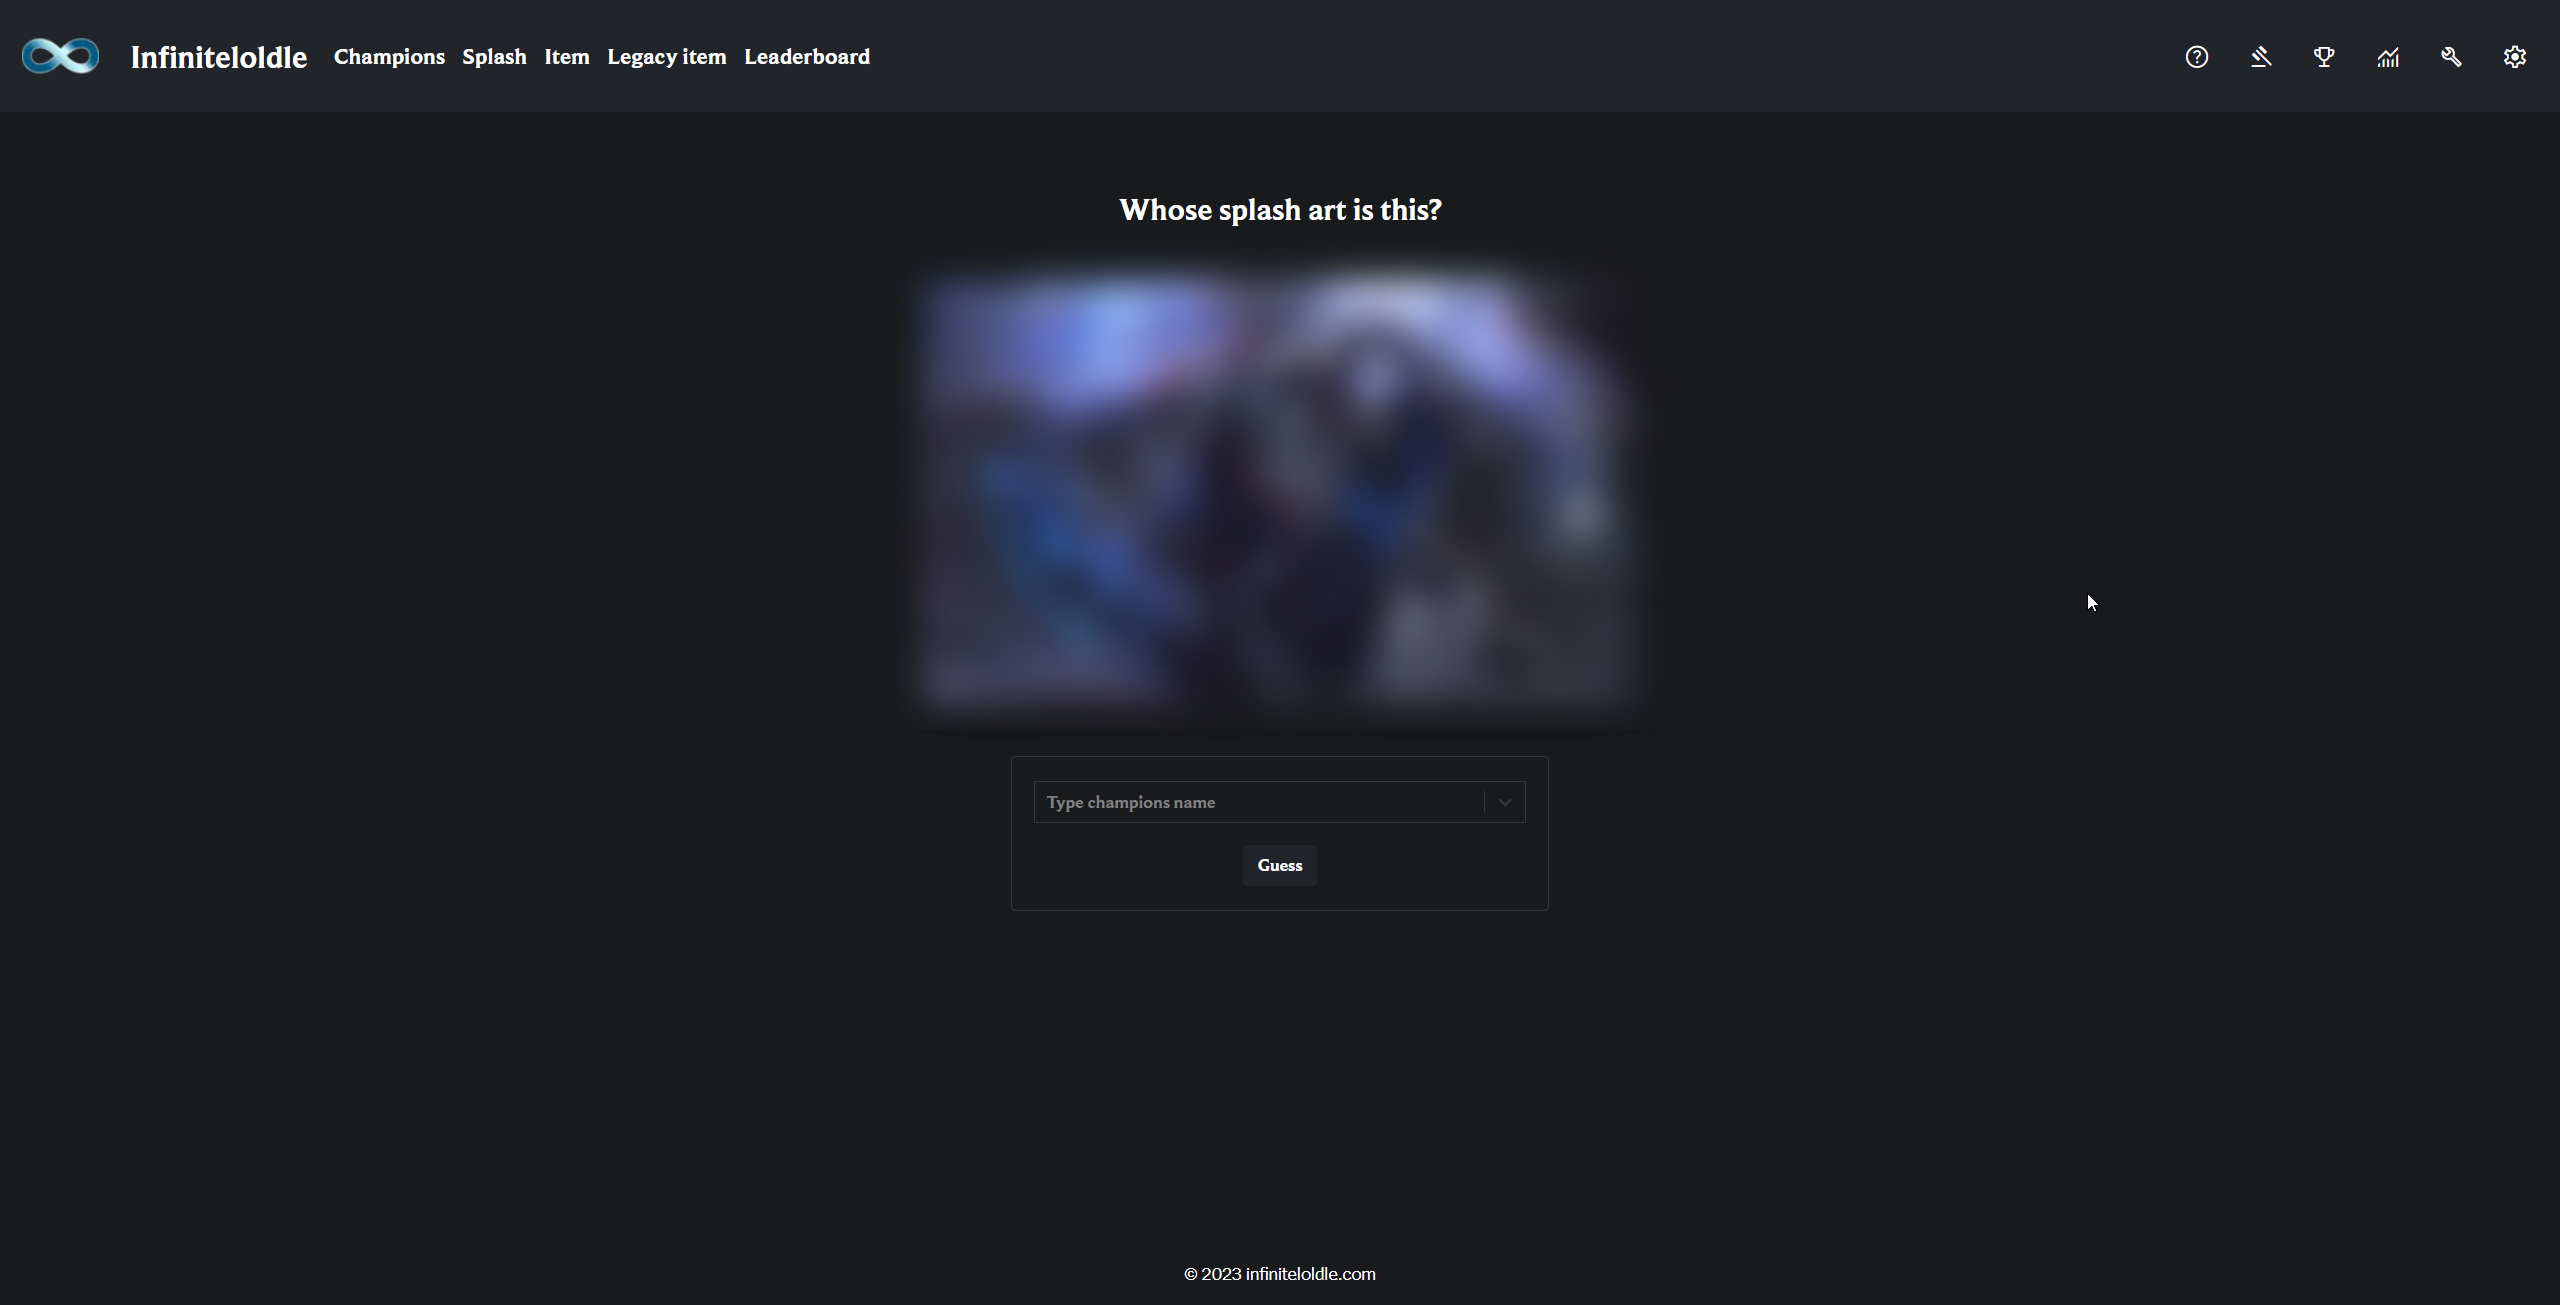 Infiniteloldle Champions Splash Item Legacy item Leaderboard
Whose splash art is this?
Type champions name
Guess
© 2023 infiniteloldle.com